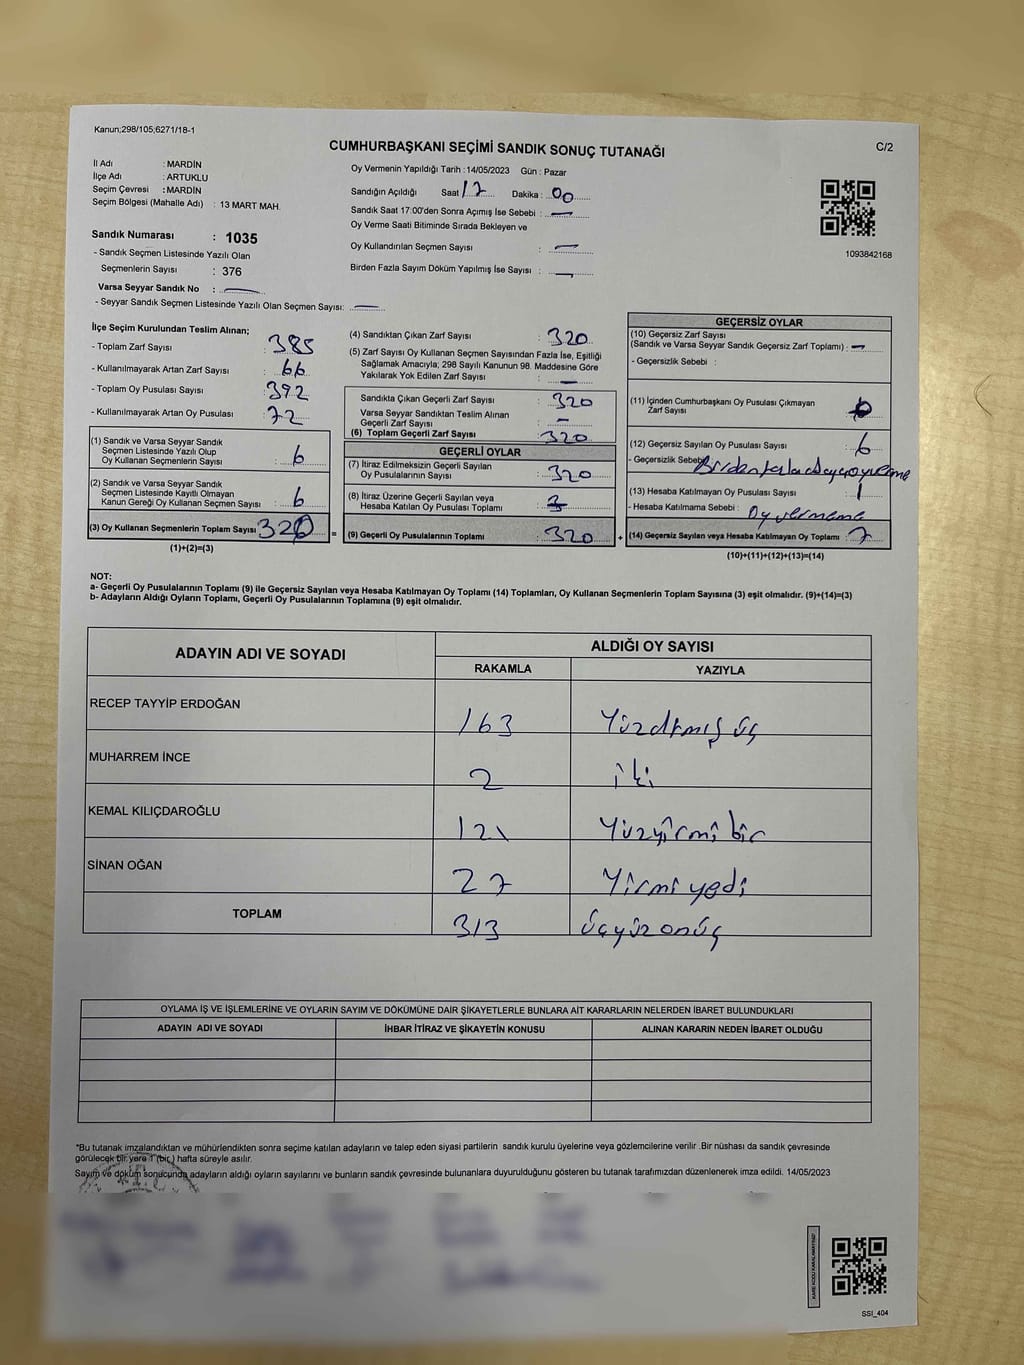 Kanun;298/105;6271/18-1
CUMHURBAŞKANI SEÇİMİ SANDIK SONUÇ TUTANAĞI
C/2
İl Adı : MARDİN
İlçe Adı : ARTUKLU
Seçim Çevresi : MARDİN
Seçim Bölgesi (Mahalle Adı) : 13 MART MAH.
Sandık Numarası : 1035
- Sandık Seçmen Listesinde Yazılı Olan
Seçmenlerin Sayısı : 376
Varsa Seyyar Sandık No : —
- Seyyar Sandık Seçmen Listesinde Yazılı Olan Seçmen Sayısı: —
Oy Vermenin Yapıldığı Tarih :14/05/2023 Gün : Pazar
Sandığın Açıldığı Saat 17 Dakika : 00
Sandık Saat 17:00'den Sonra Açımış İse Sebebi : —
Oy Verme Saati Bitiminde Sırada Bekleyen ve
Oy Kullandırılan Seçmen Sayısı : —
Birden Fazla Sayım Döküm Yapılmış İse Sayısı : —
1093842168
İlçe Seçim Kurulundan Teslim Alınan;
- Toplam Zarf Sayısı : 385
- Kullanılmayarak Artan Zarf Sayısı : 66
- Toplam Oy Pusulası Sayısı : 392
- Kullanılmayarak Artan Oy Pusulası : 72
(1) Sandık ve Varsa Seyyar Sandık
Seçmen Listesinde Yazılı Olup
Oy Kullanan Seçmenlerin Sayısı : 6
(2) Sandık ve Varsa Seyyar Sandık
Seçmen Listesinde Kayıtlı Olmayan
Kanun Gereği Oy Kullanan Seçmen Sayısı : 6
(3) Oy Kullanan Seçmenlerin Toplam Sayısı 320
(1)+(2)=(3)
(4) Sandıktan Çıkan Zarf Sayısı : 320
(5) Zarf Sayısı Oy Kullanan Seçmen Sayısından Fazla İse, Eşitliği
Sağlamak Amacıyla; 298 Sayılı Kanunun 98. Maddesine Göre
Yakılarak Yok Edilen Zarf Sayısı : —
Sandıkta Çıkan Geçerli Zarf Sayısı : 320
Varsa Seyyar Sandıktan Teslim Alınan
Geçerli Zarf Sayısı : —
(6) Toplam Geçerli Zarf Sayısı : 320
GEÇERLİ OYLAR
(7) İtiraz Edilmeksizin Geçerli Sayılan
Oy Pusulalarının Sayısı : 320
(8) İtiraz Üzerine Geçerli Sayılan veya
Hesaba Katılan Oy Pusulası Toplamı :
(9) Geçerli Oy Pusulalarının Toplamı : 320
GEÇERSİZ OYLAR
(10) Geçersiz Zarf Sayısı
(Sandık ve Varsa Seyyar Sandık Geçersiz Zarf Toplamı) : —
- Geçersizlik Sebebi :
(11) İçinden Cumhurbaşkanı Oy Pusulası Çıkmayan
Zarf Sayısı :
(12) Geçersiz Sayılan Oy Pusulası Sayısı : 6
- Geçersizlik Sebebi
(13) Hesaba Katılmayan Oy Pusulası Sayısı : 1
- Hesaba Katılmama Sebebi : Oy vermeme
(14) Geçersiz Sayılan veya Hesaba Katılmayan Oy Toplamı : 7
(10)+(11)+(12)+(13)=(14)
NOT:
a- Geçerli Oy Pusulalarının Toplamı (9) ile Geçersiz Sayılan veya Hesaba Katılmayan Oy Toplamı (14) Toplamları, Oy Kullanan Seçmenlerin Toplam Sayısına (3) eşit olmalıdır. (9)+(14)=(3)
b- Adayların Aldığı Oyların Toplamı, Geçerli Oy Pusulalarının Toplamına (9) eşit olmalıdır.
ADAYIN ADI VE SOYADI ALDIĞI OY SAYISI
RAKAMLA YAZIYLA
RECEP TAYYİP ERDOĞAN 163 Yüzatmış üç
MUHARREM İNCE 2 iki
KEMAL KILIÇDAROĞLU 121 Yüzyirmi bir
SİNAN OĞAN 27 Yirmi yedi
TOPLAM 313 üçyüzonüç
OYLAMA İŞ VE İŞLEMLERİNE VE OYLARIN SAYIM VE DÖKÜMÜNE DAİR ŞİKAYETLERLE BUNLARA AİT KARARLARIN NELERDEN İBARET BULUNDUKLARI
ADAYIN ADI VE SOYADI İHBAR İTİRAZ VE ŞİKAYETİN KONUSU ALINAN KARARIN NEDEN İBARET OLDUĞU
*Bu tutanak imzalandıktan ve mühürlendikten sonra seçime katılan adayların ve talep eden siyasi partilerin sandık kurulu üyelerine veya gözlemcilerine verilir .Bir nüshası da sandık çevresinde
görülecek bir yere 1 (bir ) hafta süreyle asılır.
Sayım ve döküm sonucunda adayların aldığı oyların sayılarını ve bunların sandık çevresinde bulunanlara duyurulduğunu gösteren bu tutanak tarafımızdan düzenlenerek imza edildi. 14/05/2023
SSI_404